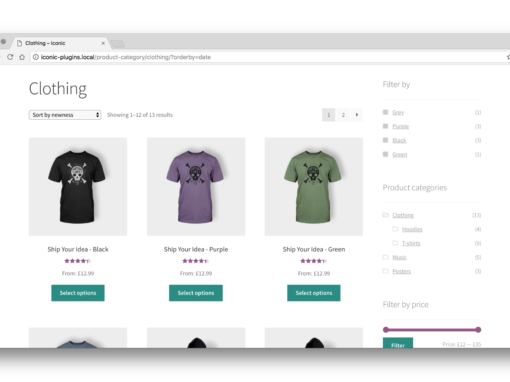 Clothing – Iconic
iconic-plugins.local/product-category/clothing/?orderby=date
Clothing
Sort by newness
Showing 1–12 of 13 results
1 2
Ship Your Idea - Black
From: £12.99
Select options
Ship Your Idea - Purple
From: £12.99
Select options
Ship Your Idea - Green
From: £12.99
Select options
Filter by
Grey (1)
Purple (3)
Black (3)
Green (1)
Product categories
Clothing (13)
Hoodies (4)
T-shirts (9)
Music (5)
Posters (3)
Filter by price
Filter
Price: £12 — £35